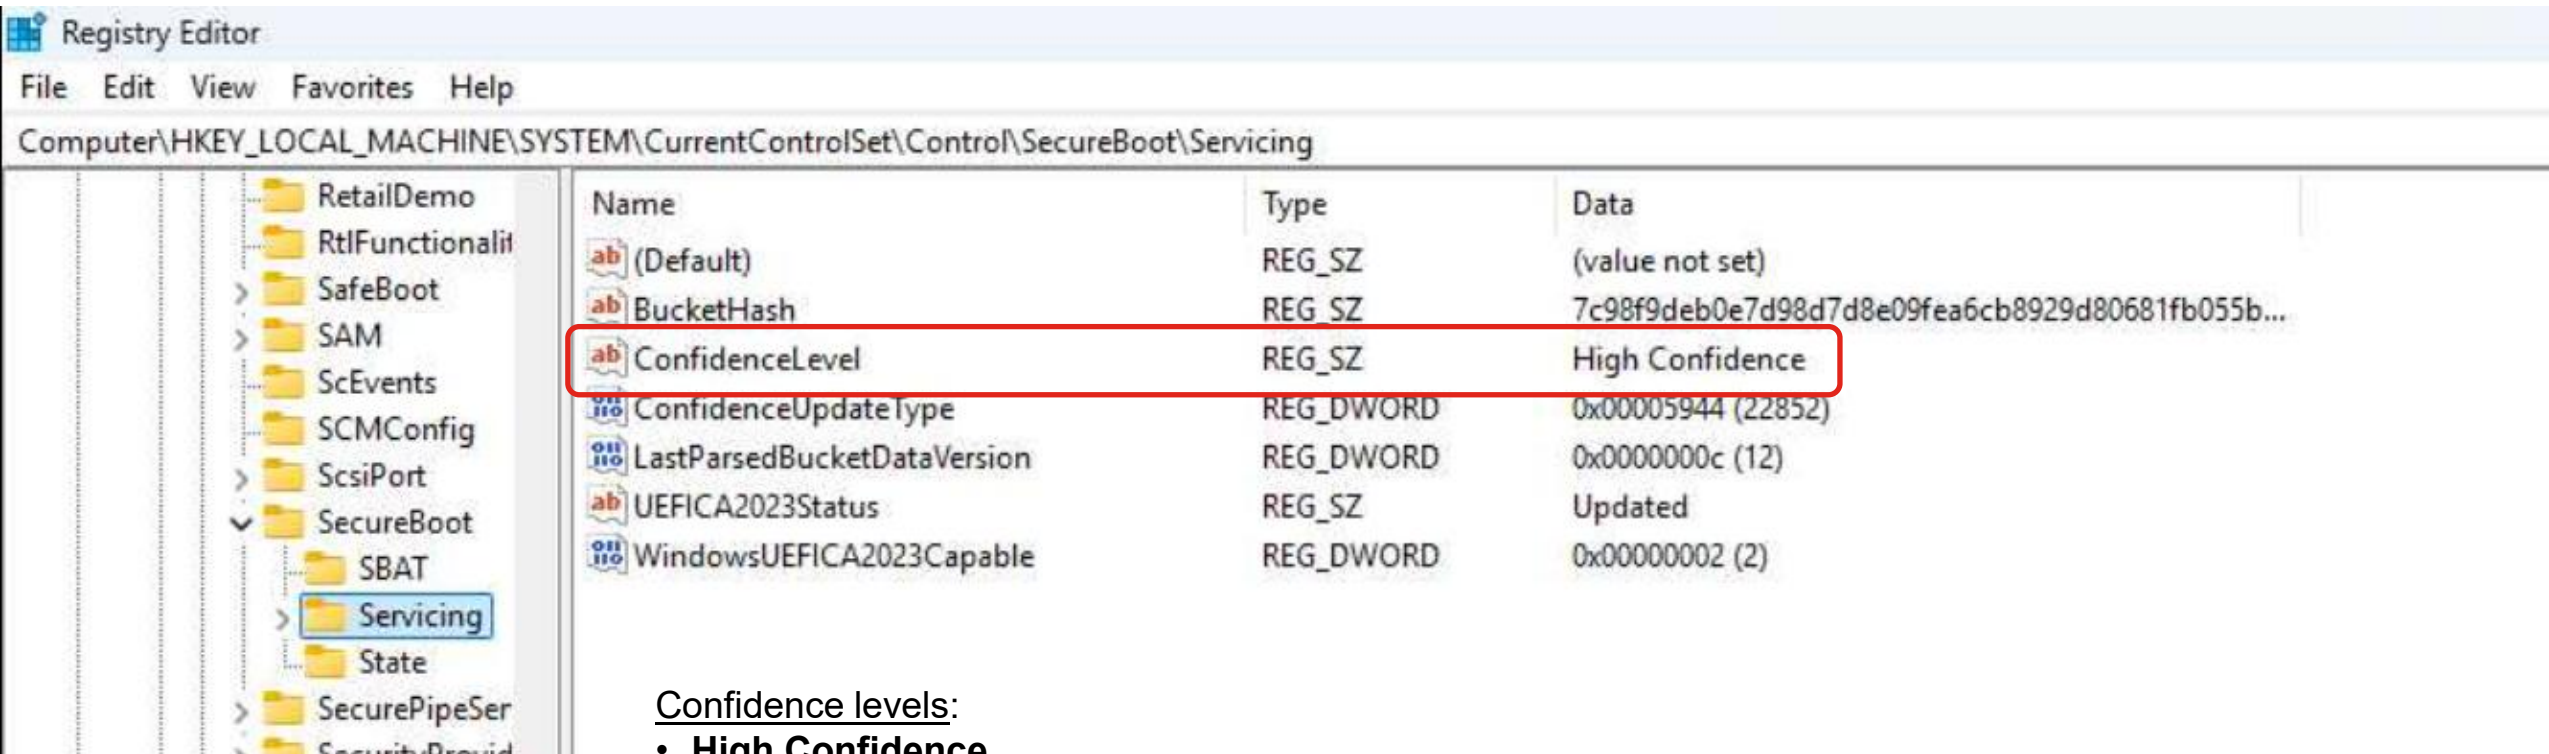 Registry Editor
File Edit View Favorites Help
Computer\HKEY_LOCAL_MACHINE\SYSTEM\CurrentControlSet\Control\SecureBoot\Servicing
RetailDemo
RtlFunctionalit
SafeBoot
SAM
ScEvents
SCMConfig
ScsiPort
SecureBoot
SBAT
Servicing
State
SecurePipeSer
SecurityProvid
Name Type Data
(Default) REG_SZ (value not set)
BucketHash REG_SZ 7c98f9deb0e7d98d7d8e09fea6cb8929d80681fb055b...
ConfidenceLevel REG_SZ High Confidence
ConfidenceUpdateType REG_DWORD 0x00005944 (22852)
LastParsedBucketDataVersion REG_DWORD 0x0000000c (12)
UEFICA2023Status REG_SZ Updated
WindowsUEFICA2023Capable REG_DWORD 0x00000002 (2)
Confidence levels:
• High Confidence